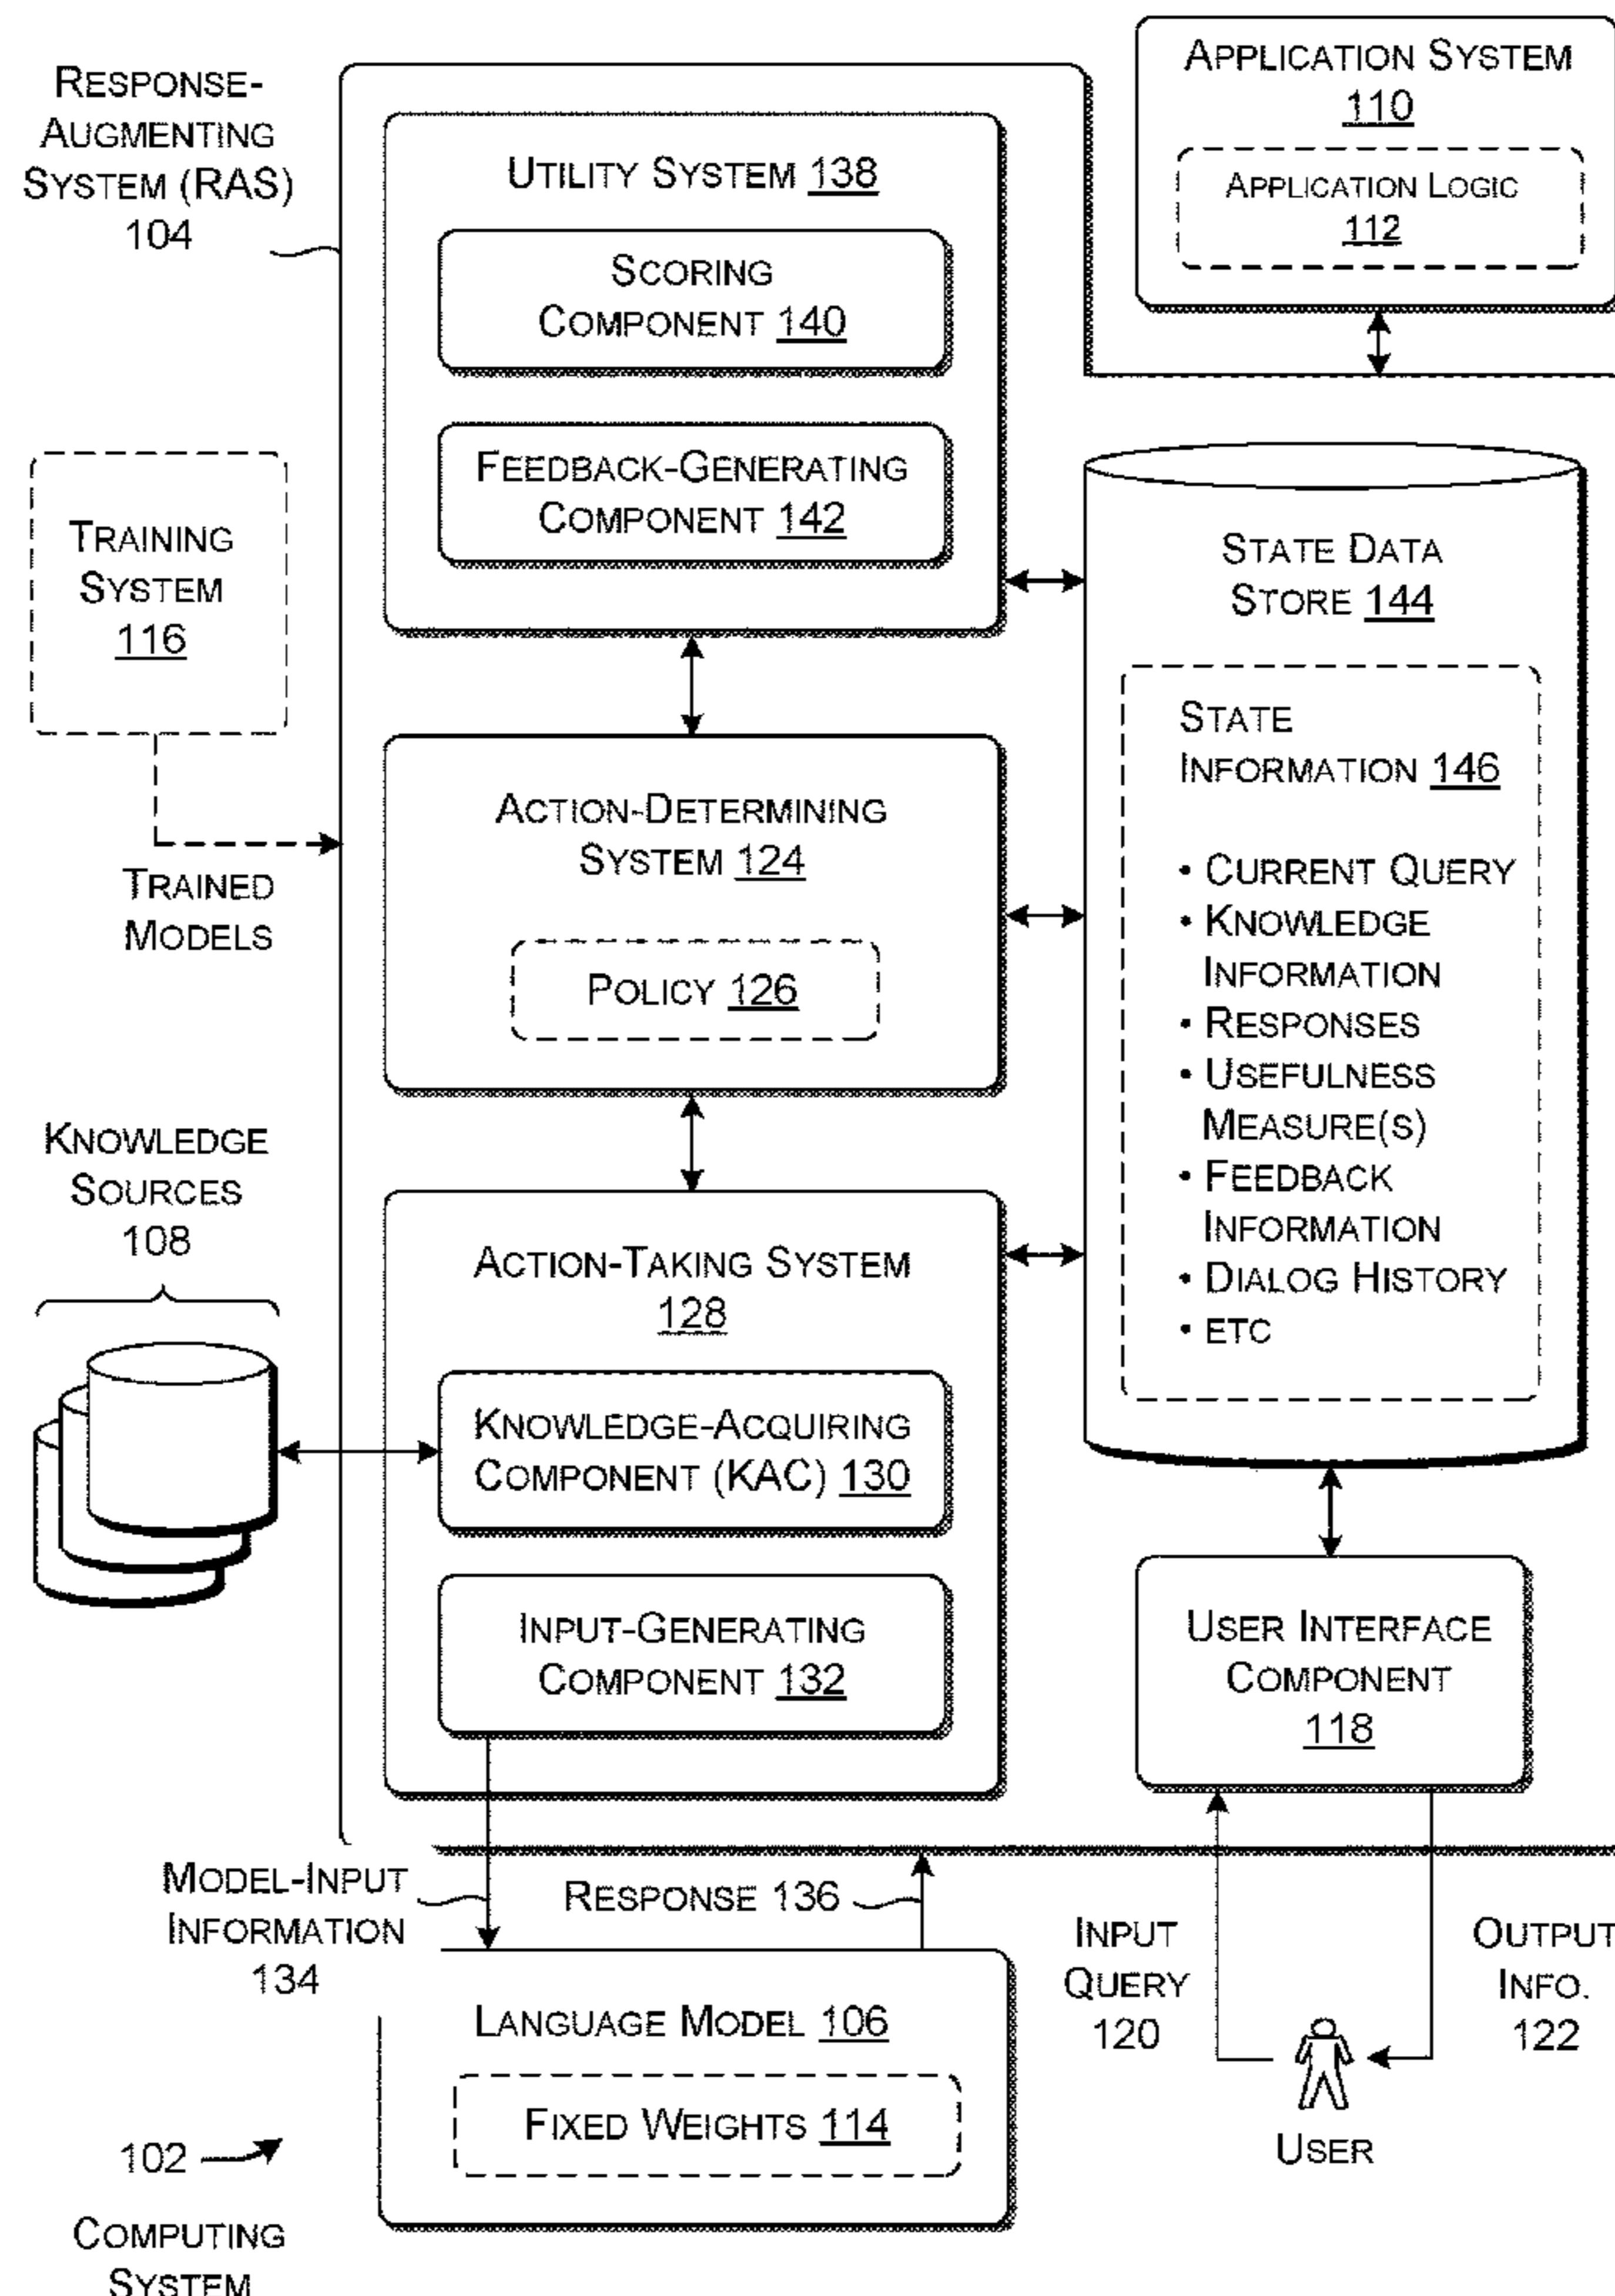 RESPONSE-
AUGMENTING
SYSTEM (RAS)
104
UTILITY SYSTEM 138
SCORING
COMPONENT 140
FEEDBACK-GENERATING
COMPONENT 142
APPLICATION SYSTEM
110
APPLICATION LOGIC
112
TRAINING
SYSTEM
116
TRAINED
MODELS
ACTION-DETERMINING
SYSTEM 124
POLICY 126
STATE DATA
STORE 144
STATE
INFORMATION 146
• CURRENT QUERY
• KNOWLEDGE
INFORMATION
• RESPONSES
• USEFULNESS
MEASURE(S)
• FEEDBACK
INFORMATION
• DIALOG HISTORY
• ETC
KNOWLEDGE
SOURCES
108
ACTION-TAKING SYSTEM
128
KNOWLEDGE-ACQUIRING
COMPONENT (KAC) 130
INPUT-GENERATING
COMPONENT 132
USER INTERFACE
COMPONENT
118
MODEL-INPUT
INFORMATION
134
RESPONSE 136
INPUT
QUERY
120
OUTPUT
INFO.
122
LANGUAGE MODEL 106
FIXED WEIGHTS 114
USER
102
COMPUTING
SYSTEM